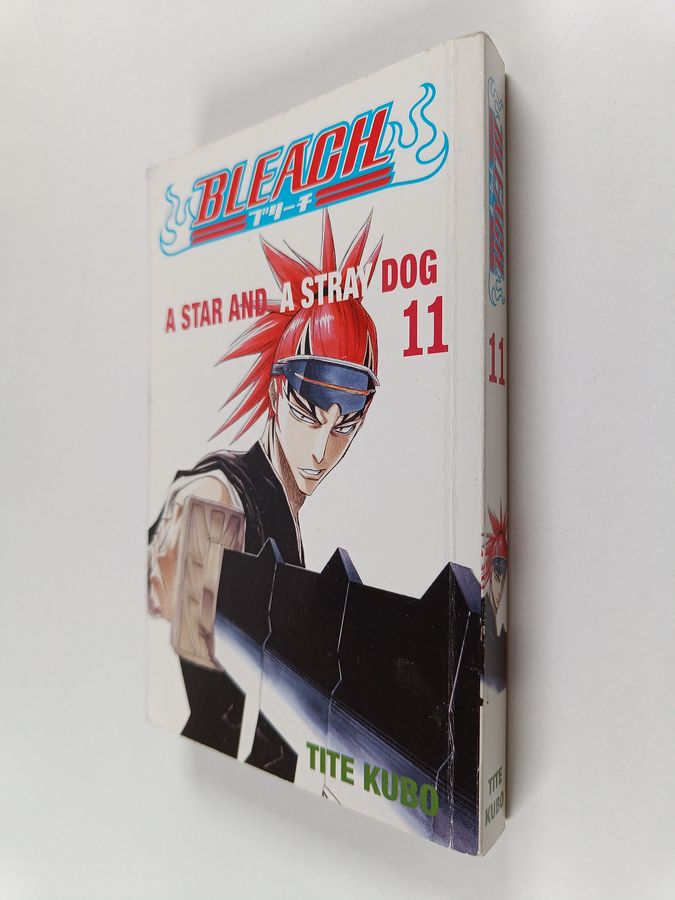 BLEACH
ブリーチ
A STAR AND A STRAY DOG
11
TITE KUBO
BLEACH
11
TITE
KUBO